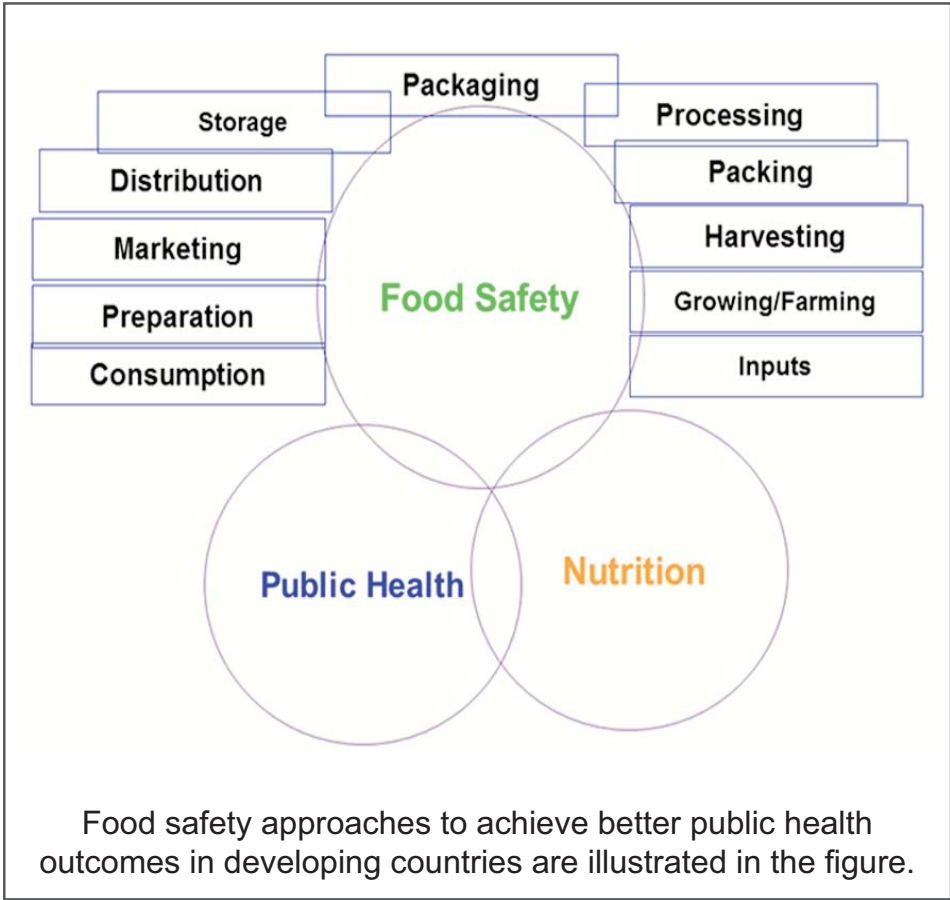 Packaging
Storage
Processing
Distribution
Packing
Marketing
Harvesting
Food Safety
Growing/Farming
Preparation
Inputs
Consumption
Public Health
Nutrition
Food safety approaches to achieve better public health
outcomes in developing countries are illustrated in the figure.